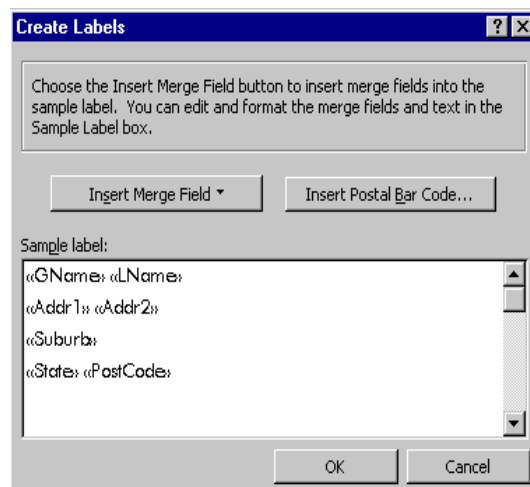 Create Labels
Choose the Insert Merge Field button to insert merge fields into the
sample label. You can edit and format the merge fields and text in the
Sample Label box.
Insert Merge Field
Insert Postal Bar Code...
Sample label:
«GName» «LName»
«Addr1» «Addr2»
«Suburb»
«State» «PostCode»
OK
Cancel